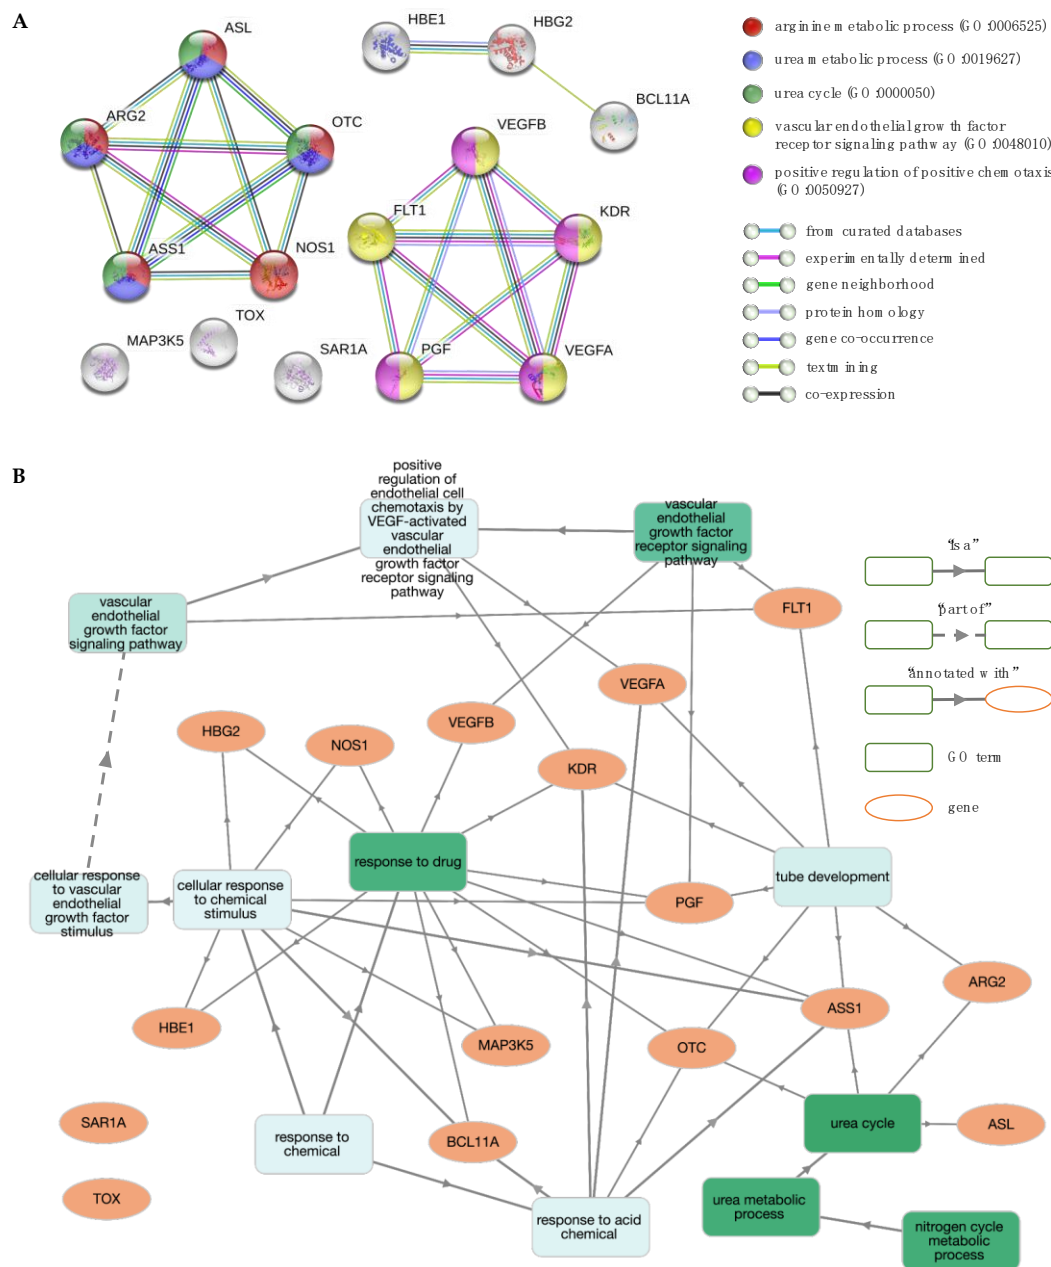 A
ASL
HBE1
HBG2
ARG2
OTC
BCL11A
VEGFB
FLT1
KDR
ASS1
NOS1
TOX
MAP3K5
SAR1A
PGF
VEGFA
arginine metabolic process (GO:0006525)
urea metabolic process (GO:0019627)
urea cycle (GO:0000050)
vascular endothelial growth factor
receptor signaling pathway (GO:0048010)
positive regulation of positive chemotaxis
(GO:0050927)
from curated databases
experimentally determined
gene neighborhood
protein homology
gene co-occurrence
textmining
co-expression
B
positive
regulation of
endothelial cell
chemotaxis by
VEGF-activated
vascular
endothelial
growth factor
receptor signaling
pathway
vascular
endothelial
growth factor
receptor signaling
pathway
vascular
endothelial
growth factor
signaling pathway
FLT1
VEGFA
VEGFB
HBG2
NOS1
KDR
response to drug
tube development
cellular response
to vascular
endothelial
growth factor
stimulus
cellular response
to chemical
stimulus
PGF
ARG2
ASS1
HBE1
MAP3K5
OTC
SAR1A
response to
chemical
BCL11A
urea cycle
ASL
TOX
response to acid
chemical
urea metabolic
process
nitrogen cycle
metabolic
process
“Is a”
“part of”
“annotated with”
GO term
gene